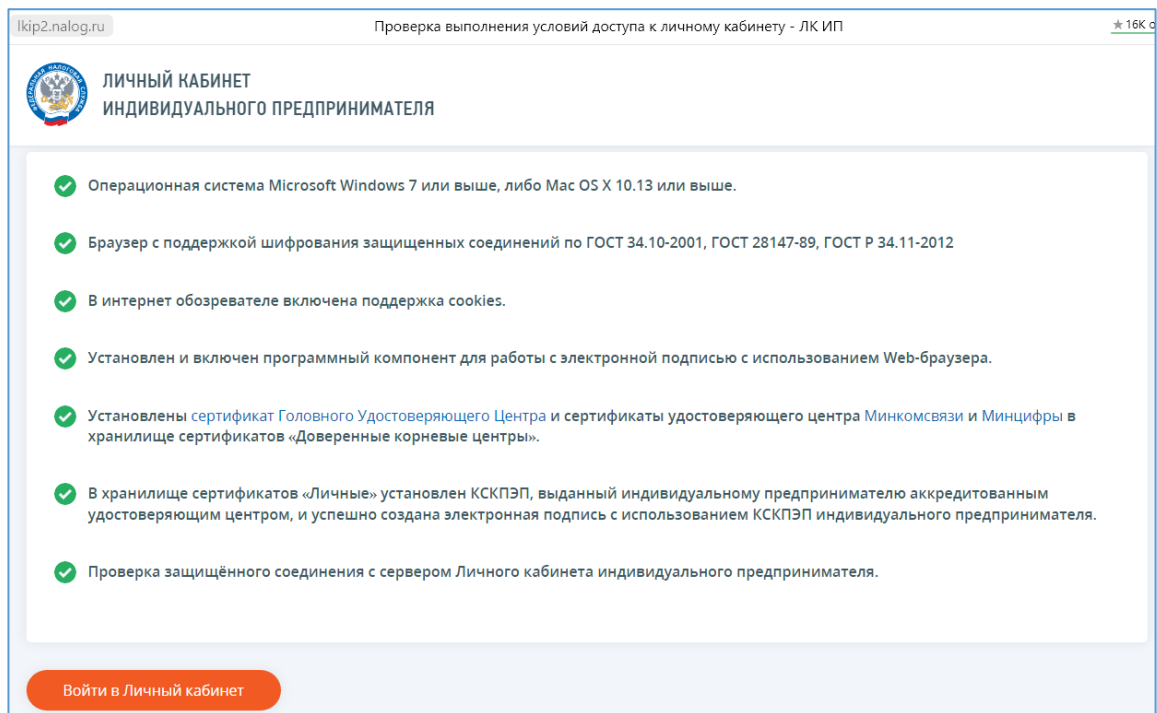 lkip2.nalog.ru
Проверка выполнения условий доступа к личному кабинету - ЛК ИП
★ 16K
ЛИЧНЫЙ КАБИНЕТ
ИНДИВИДУАЛЬНОГО ПРЕДПРИНИМАТЕЛЯ
Операционная система Microsoft Windows 7 или выше, либо Mac OS X 10.13 или выше.
Браузер с поддержкой шифрования защищенных соединений по ГОСТ 34.10-2001, ГОСТ 28147-89, ГОСТ Р 34.11-2012
В интернет обозревателе включена поддержка cookies.
Установлен и включен программный компонент для работы с электронной подписью с использованием Web-браузера.
Установлены сертификат Головного Удостоверяющего Центра и сертификаты удостоверяющего центра Минкомсвязи и Минцифры в
хранилище сертификатов «Доверенные корневые центры».
В хранилище сертификатов «Личные» установлен КСКПЭП, выданный индивидуальному предпринимателю аккредитованным
удостоверяющим центром, и успешно создана электронная подпись с использованием КСКПЭП индивидуального предпринимателя.
Проверка защищённого соединения с сервером Личного кабинета индивидуального предпринимателя.
Войти в Личный кабинет